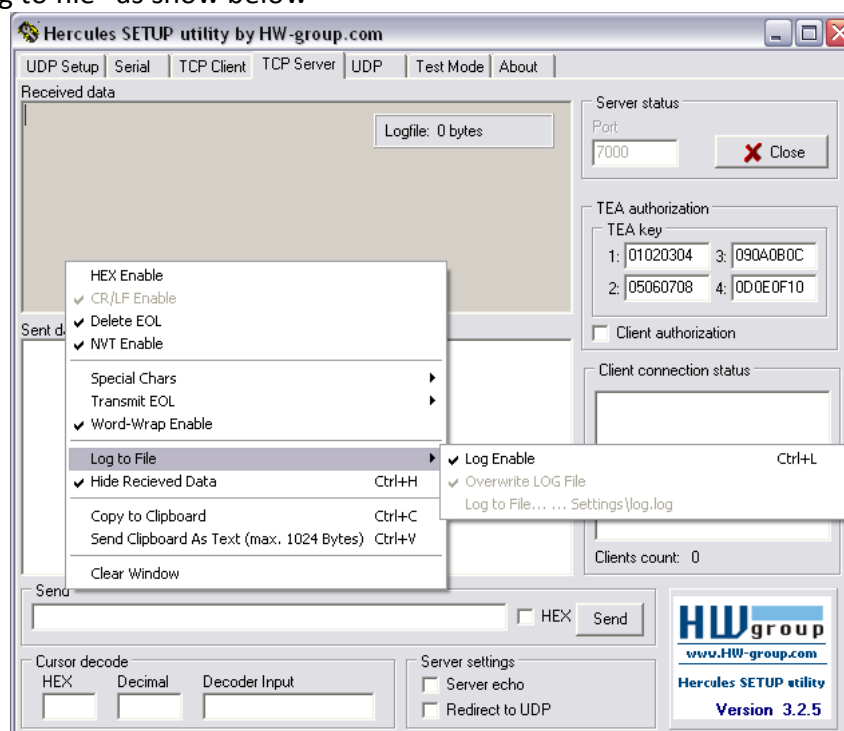 g to file" as show below
Hercules SETUP utility by HW-group.com
UDP Setup Serial TCP Client TCP Server UDP Test Mode About
Received data
Logfile: 0 bytes
Server status
Port
7000
Close
TEA authorization
TEA key
1: 01020304 3: 090A0B0C
2: 05060708 4: 0D0E0F10
Client authorization
HEX Enable
CR/LF Enable
Delete EOL
NVT Enable
Special Chars
Transmit EOL
Word-Wrap Enable
Log to File
Hide Recieved Data Ctrl+H
Copy to Clipboard Ctrl+C
Send Clipboard As Text (max. 1024 Bytes) Ctrl+V
Clear Window
Log Enable Ctrl+L
Overwrite LOG File
Log to File... ... Settings\log.log
Sent d
Client connection status
Clients count: 0
Send
HEX Send
Cursor decode
HEX Decimal Decoder Input
Server settings
Server echo
Redirect to UDP
HW group
www.HW-group.com
Hercules SETUP utility
Version 3.2.5